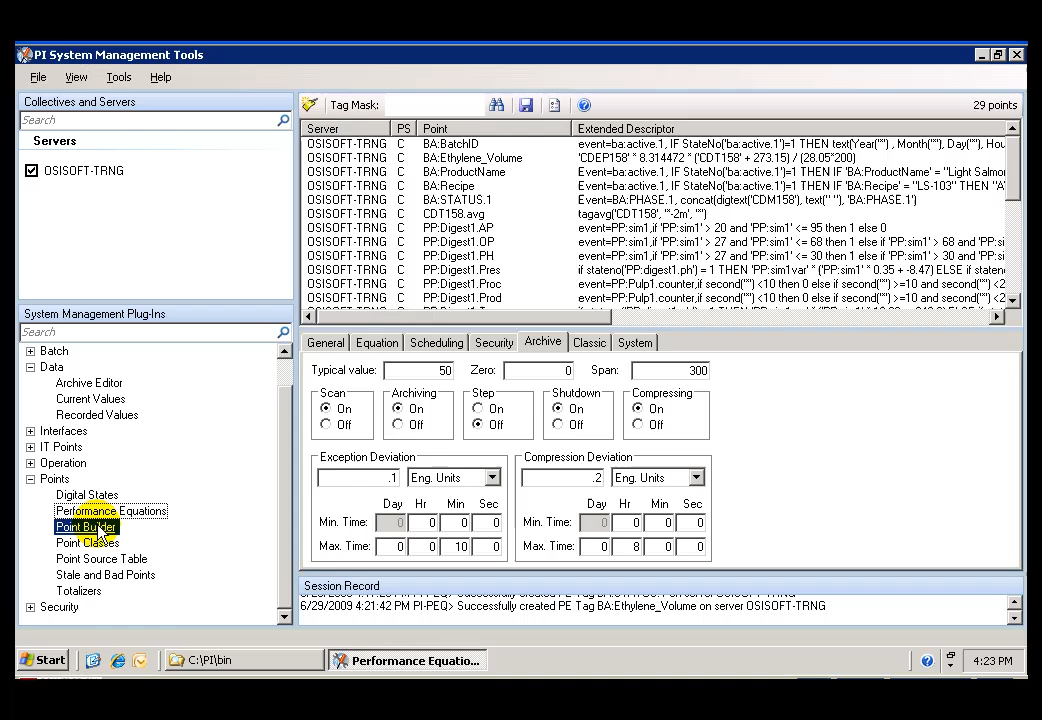 PI System Management Tools
File View Tools Help
Collectives and Servers
Search
Servers
OSISOFT-TRNG
Tag Mask:
29 points
Server PS Point Extended Descriptor
OSISOFT-TRNG C BA:BatchID event=ba:active.1, IF StateNo('ba:active.1')=1 THEN text(Year('*') , Month('*'), Day('*'), Hou
OSISOFT-TRNG C BA:Ethylene_Volume 'CDEP158' * 8.314472 * ('CDT158' + 273.15) / (28.05*200)
OSISOFT-TRNG C BA:ProductName Event=ba:active.1, IF StateNo('ba:active.1')=1 THEN IF 'BA:ProductName' = "Light Salmo
OSISOFT-TRNG C BA:Recipe Event=ba:active.1, IF StateNo('ba:active.1')=1 THEN IF 'BA:Recipe' = "LS-103" THEN "A
OSISOFT-TRNG C BA:STATUS.1 Event=BA:PHASE.1, concat(digtext('CDM158'), text(" "), 'BA:PHASE.1')
OSISOFT-TRNG C CDT158.avg tagavg('CDT158', '*-2m', '*')
OSISOFT-TRNG C PP:Digest1.AP event=PP:sim1,if 'PP:sim1' > 20 and 'PP:sim1' <= 95 then 1 else 0
OSISOFT-TRNG C PP:Digest1.OP event=PP:sim1,if 'PP:sim1' > 27 and 'PP:sim1' <= 68 then 1 else if 'PP:sim1' > 68 and 'PP:si
OSISOFT-TRNG C PP:Digest1.PH event=PP:sim1,if 'PP:sim1' > 27 and 'PP:sim1' <= 30 then 1 else if 'PP:sim1' > 30 and 'PP:si
OSISOFT-TRNG C PP:Digest1.Pres if stateno('PP:digest1.ph') = 1 THEN 'PP:sim1var' * ('PP:sim1' * 0.35 + -8.47) ELSE if staten
OSISOFT-TRNG C PP:Digest1.Proc event=PP:Pulp1.counter,if second('*') <10 then 0 else if second('*') >=10 and second('*') <2
OSISOFT-TRNG C PP:Digest1.Prod event=PP:Pulp1.counter,if second('*') <10 then 0 else if second('*') >=10 and second('*') <2
System Management Plug-Ins
Search
Batch
Data
Archive Editor
Current Values
Recorded Values
Interfaces
IT Points
Operation
Points
Digital States
Performance Equations
Point Builder
Point Classes
Point Source Table
Stale and Bad Points
Totalizers
Security
General Equation Scheduling Security Archive Classic System
Typical value: 50 Zero: 0 Span: 300
Scan Archiving Step Shutdown Compressing
On On On On On
Off Off Off Off Off
Exception Deviation Compression Deviation
.1 Eng. Units .2 Eng. Units
Day Hr Min Sec Day Hr Min Sec
Min. Time: 0 0 0 0 Min. Time: 0 0 0 0
Max. Time: 0 0 10 0 Max. Time: 0 8 0 0
Session Record
6/29/2009 4:21:42 PM PI-PEQ> Successfully created PE Tag BA:Ethylene_Volume on server OSISOFT-TRNG
Start C:\PI\bin Performance Equatio... 4:23 PM